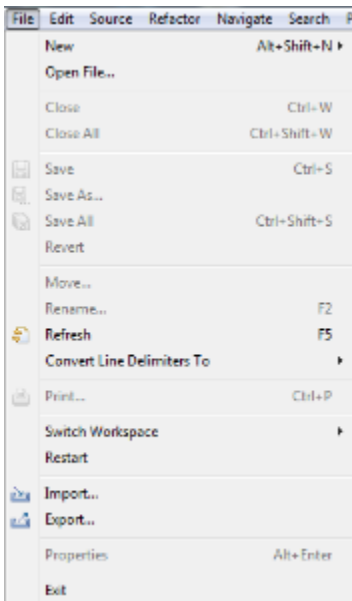 File Edit Source Refactor Navigate Search
New Alt+Shift+N
Open File...
Close Ctrl+W
Close All Ctrl+Shift+W
Save Ctrl+S
Save As...
Save All Ctrl+Shift+S
Revert
Move...
Rename... F2
Refresh F5
Convert Line Delimiters To
Print... Ctrl+P
Switch Workspace
Restart
Import...
Export...
Properties Alt+Enter
Exit